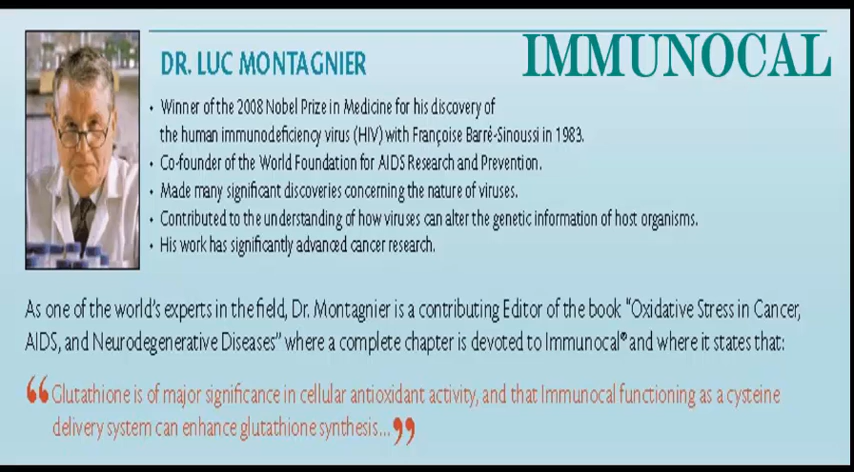 IMMUNOCAL
DR. LUC MONTAGNIER
• Winner of the 2008 Nobel Prize in Medicine for his discovery of
the human immunodeficiency virus (HIV) with Françoise Barré-Sinoussi in 1983.
• Co-founder of the World Foundation for AIDS Research and Prevention.
• Made many significant discoveries concerning the nature of viruses.
• Contributed to the understanding of how viruses can alter the genetic information of host organisms.
• His work has significantly advanced cancer research.
As one of the world's experts in the field, Dr. Montagnier is a contributing Editor of the book "Oxidative Stress in Cancer,
AIDS, and Neurodegenerative Diseases" where a complete chapter is devoted to Immunocal® and where it states that:
“Glutathione is of major significance in cellular antioxidant activity, and that Immunocal functioning as a cysteine
delivery system can enhance glutathione synthesis...”